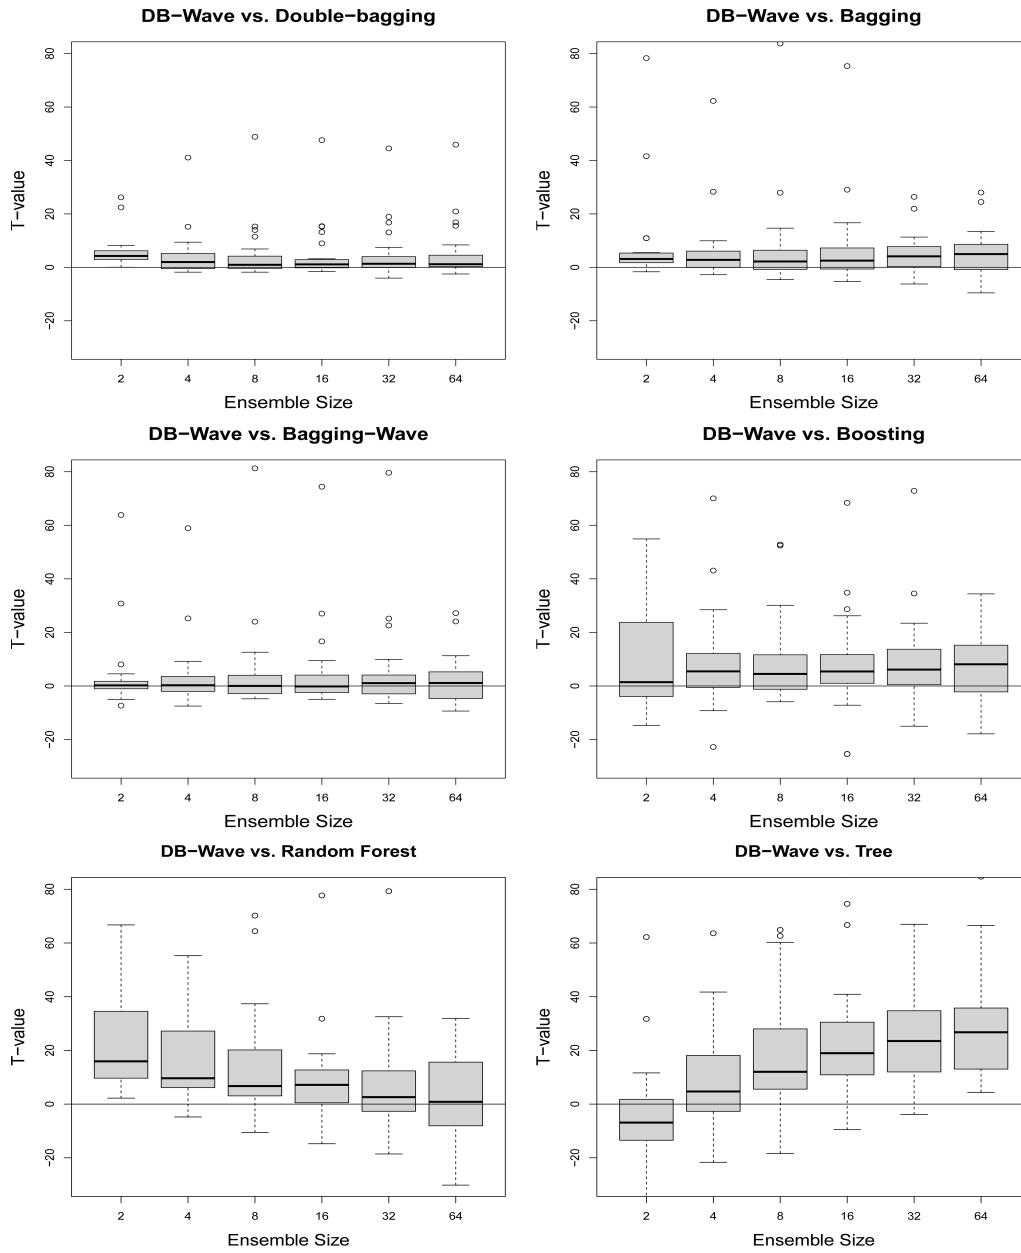 DB−Wave vs. Double−bagging
T−value
80
60
40
20
0
−20
2 4 8 16 32 64
Ensemble Size
DB−Wave vs. Bagging
T−value
80
60
40
20
0
−20
2 4 8 16 32 64
Ensemble Size
DB−Wave vs. Bagging−Wave
T−value
80
60
40
20
0
−20
2 4 8 16 32 64
Ensemble Size
DB−Wave vs. Boosting
T−value
80
60
40
20
0
−20
2 4 8 16 32 64
Ensemble Size
DB−Wave vs. Random Forest
T−value
80
60
40
20
0
−20
2 4 8 16 32 64
Ensemble Size
DB−Wave vs. Tree
T−value
80
60
40
20
0
−20
2 4 8 16 32 64
Ensemble Size